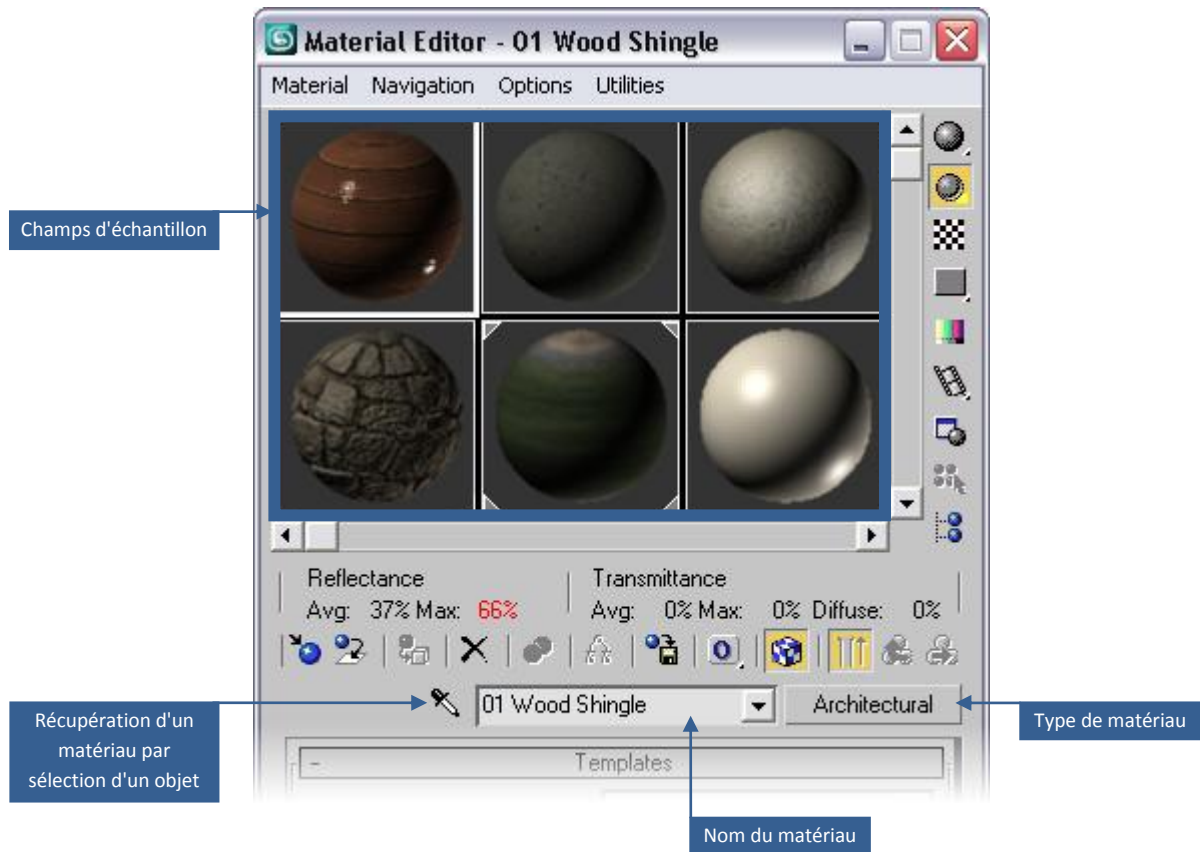 Material Editor - 01 Wood Shingle
Material Navigation Options Utilities
Champs d'échantillon
Reflectance Transmittance
Avg: 37% Max: 66% Avg: 0% Max: 0% Diffuse: 0%
0
01 Wood Shingle Architectural
Récupération d'un
matériau par
sélection d'un objet
Type de matériau
- Templates
Nom du matériau